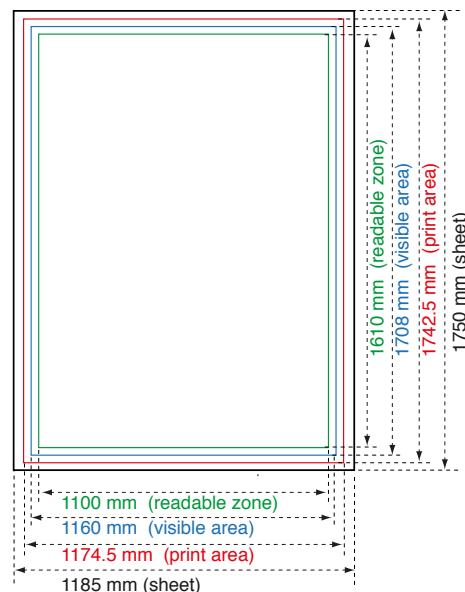 1610 mm (readable zone)
1708 mm (visible area)
1742.5 mm (print area)
1750 mm (sheet)
1100 mm (readable zone)
1160 mm (visible area)
1174.5 mm (print area)
1185 mm (sheet)